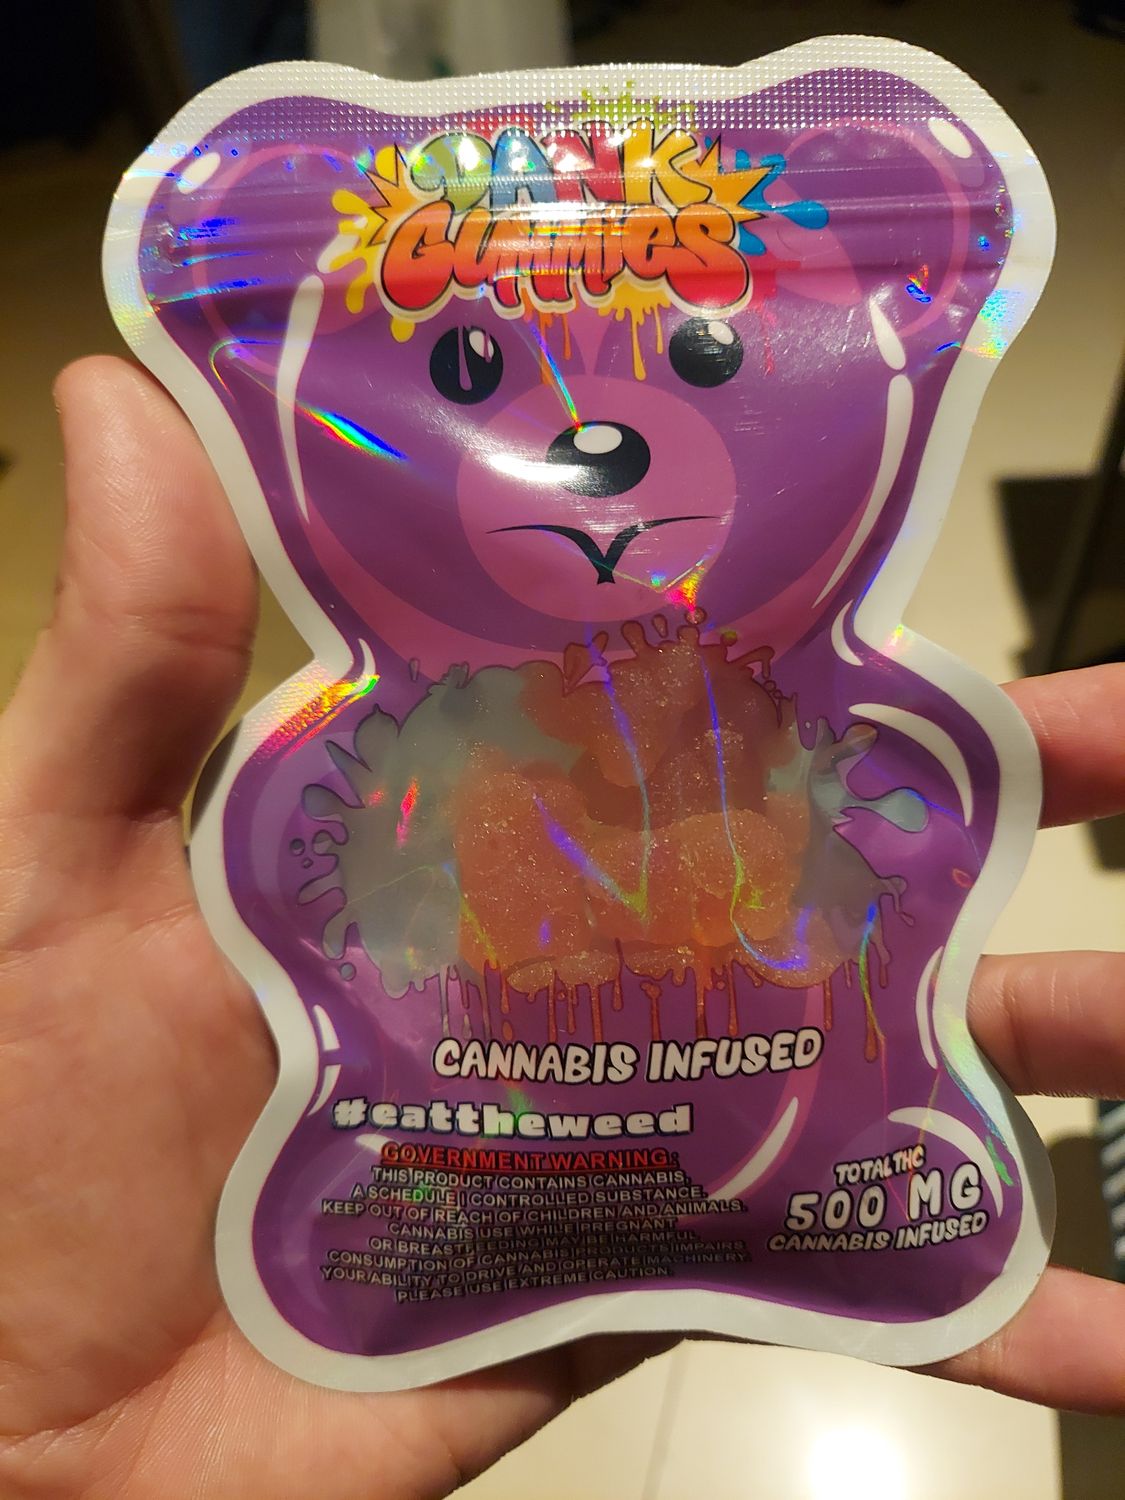 DANK
GUMMIES
CANNABIS INFUSED
#eattheweed
GOVERNMENT WARNING:
THIS PRODUCT CONTAINS CANNABIS,
A SCHEDULE I CONTROLLED SUBSTANCE.
KEEP OUT OF REACH OF CHILDREN AND ANIMALS.
CANNABIS USE WHILE PREGNANT
OR BREASTFEEDING MAY BE HARMFUL
CONSUMPTION OF CANNABIS PRODUCTS IMPAIRS
YOUR ABILITY TO DRIVE AND OPERATE MACHINERY.
PLEASE USE EXTREME CAUTION.
TOTAL THC
500 MG
CANNABIS INFUSED